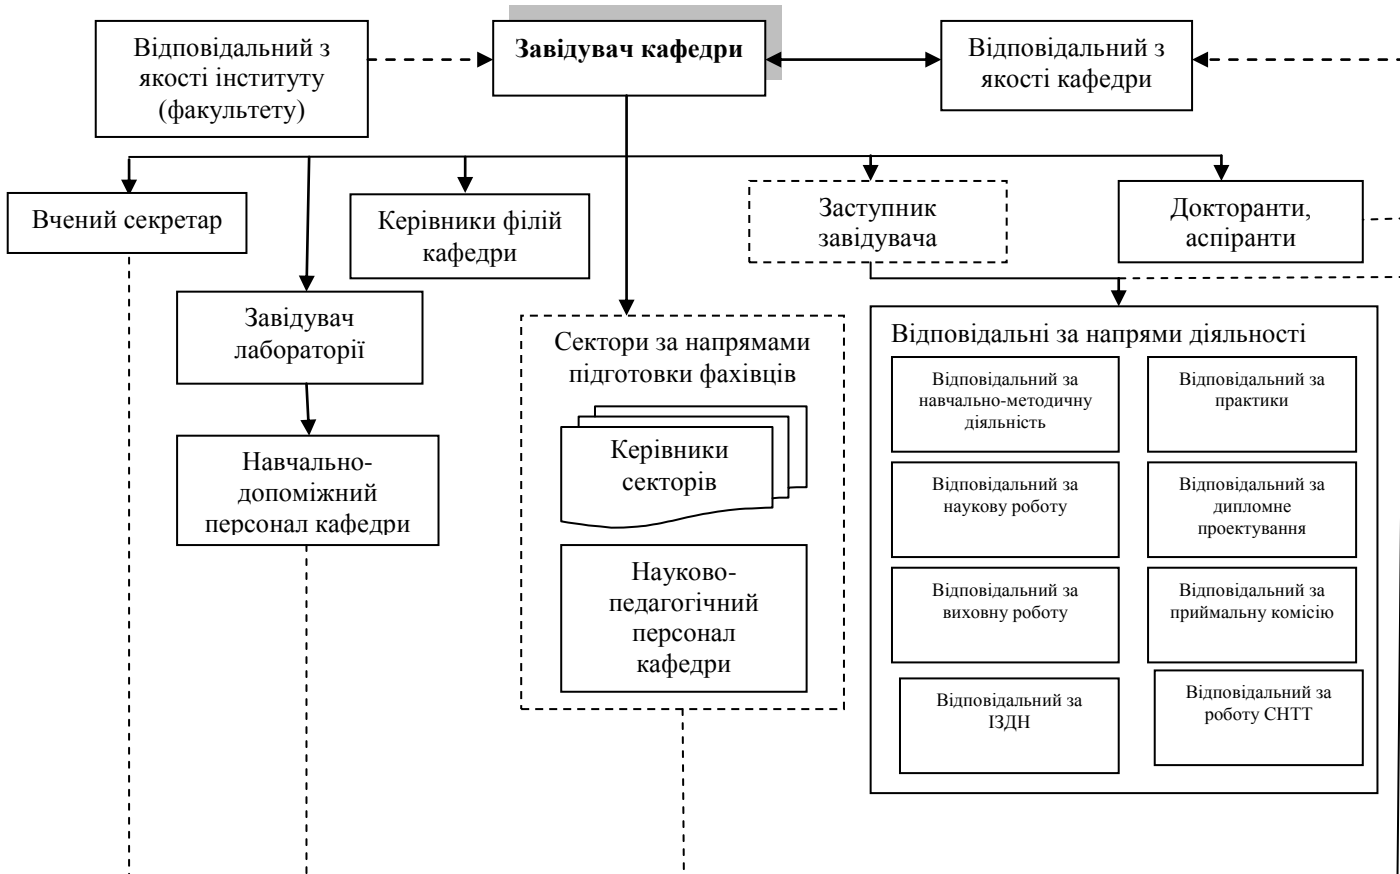 Відповідальний з
якості інституту
(факультету)
Завідувач кафедри
Відповідальний з
якості кафедри
Вчений секретар
Керівники філій
кафедри
Заступник
завідувача
Докторанти,
аспіранти
Завідувач
лабораторії
Навчально-
допоміжний
персонал кафедри
Сектори за напрямами
підготовки фахівців
Керівники
секторів
Науково-
педагогічний
персонал
кафедри
Відповідальні за напрями діяльності
Відповідальний за
навчально-методичну
діяльність
Відповідальний за
практики
Відповідальний за
наукову роботу
Відповідальний за
дипломне
проектування
Відповідальний за
виховну роботу
Відповідальний за
приймальну комісію
Відповідальний за
ІЗДН
Відповідальний за
роботу СНТТ